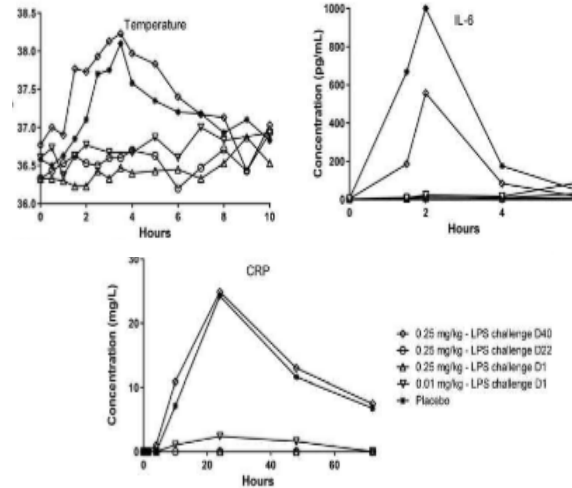 Temperature
38.5
38.0
37.5
37.0
36.5
36.0
0 2 4 6 8 10
Hours
IL-6
Concentration (pg/mL)
1000
800
600
400
200
0
0 2 4
Hours
CRP
Concentration (mg/L)
30
20
10
0
0 20 40 60
Hours
0.25 mg/kg - LPS challenge D40
0.25 mg/kg - LPS challenge D22
0.25 mg/kg - LPS challenge D1
0.01 mg/kg - LPS challenge D1
Placebo